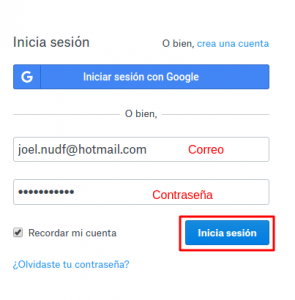 Inicia sesión O bien, crea una cuenta
G Iniciar sesión con Google
O bien,
joel.nudf@hotmail.com Correo
•••••••••••• Contraseña
Recordar mi cuenta Inicia sesión
¿Olvidaste tu contraseña?